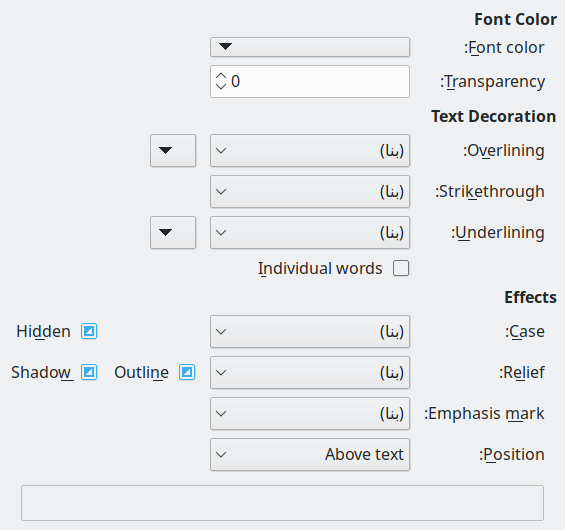 Font Color
:Font color
:Transparency
0
Text Decoration
:Overlining
(بنا)
:Strikethrough
(بنا)
:Underlining
(بنا)
Individual words
Effects
:Case
(بنا)
Hidden
:Relief
(بنا)
Outline
Shadow
:Emphasis mark
(بنا)
:Position
Above text